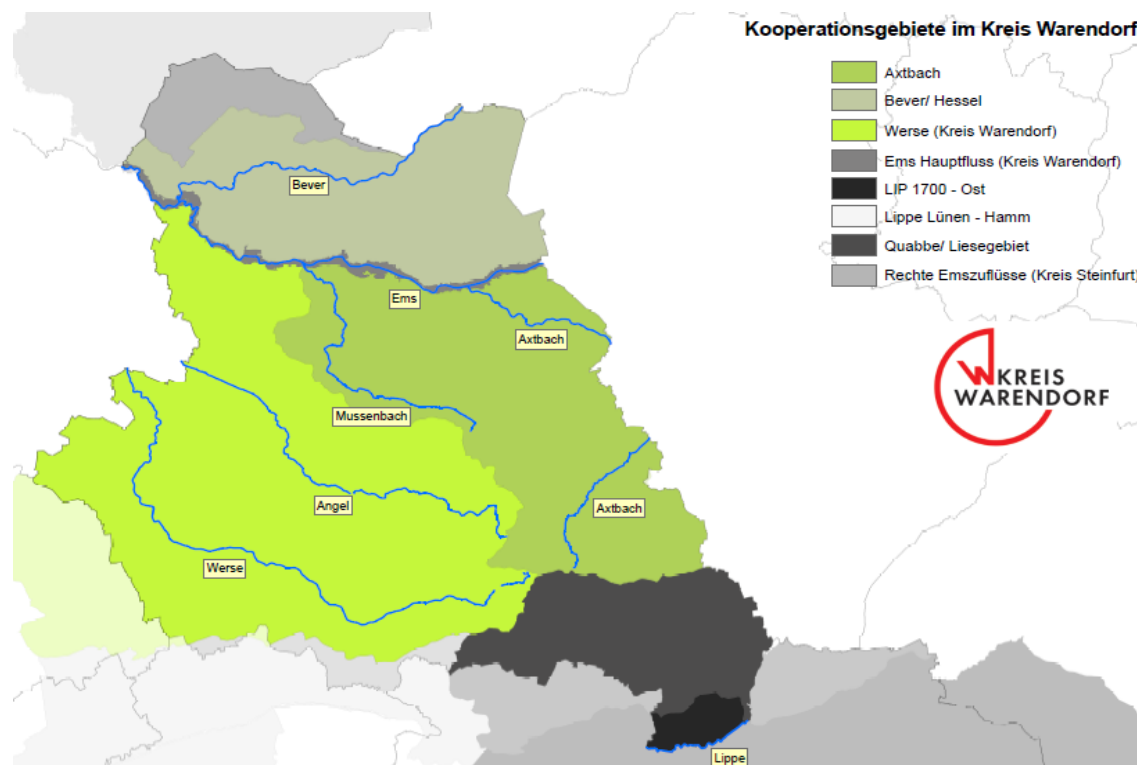 Kooperationsgebiete im Kreis Warendorf
Axtbach
Bever/ Hessel
Werse (Kreis Warendorf)
Ems Hauptfluss (Kreis Warendorf)
LIP 1700 - Ost
Lippe Lünen - Hamm
Quabbe/ Liesegebiet
Rechte Emszuflüsse (Kreis Steinfurt)
Bever
Ems
Axtbach
KREIS
WARENDORF
Mussenbach
Angel
Axtbach
Werse
Lippe